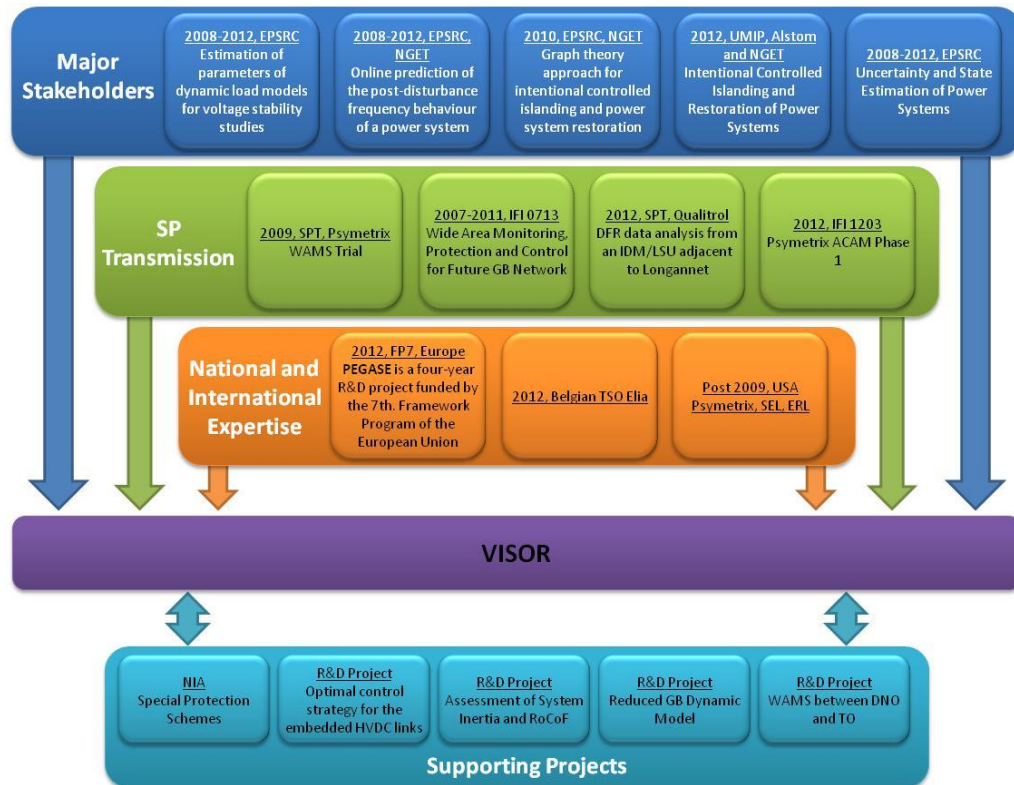 Major
Stakeholders
2008-2012, EPSRC
Estimation of
parameters of
dynamic load models
for voltage stability
studies
2008-2012, EPSRC,
NGET
Online prediction of
the post-disturbance
frequency behaviour
of a power system
2010, EPSRC, NGET
Graph theory
approach for
intentional controlled
islanding and power
system restoration
2012, UMIP, Alstom
and NGET
Intentional Controlled
Islanding and
Restoration of Power
Systems
2008-2012, EPSRC
Uncertainty and State
Estimation of Power
Systems
SP
Transmission
2009, SPT, Psymetrix
WAMS Trial
2007-2011, IFI 0713
Wide Area Monitoring,
Protection and Control
for Future GB Network
2012, SPT, Qualitrol
DFR data analysis from
an IDM/LSU adjacent
to Longannet
2012, IFI 1203
Psymetrix ACAM Phase
1
National and
International
Expertise
2012, FP7, Europe
PEGASE is a four-year
R&D project funded by
the 7th. Framework
Program of the
European Union
2012, Belgian TSO Elia
Post 2009, USA
Psymetrix, SEL, ERL
VISOR
NIA
Special Protection
Schemes
R&D Project
Optimal control
strategy for the
embedded HVDC links
R&D Project
Assessment of System
Inertia and RoCoF
R&D Project
Reduced GB Dynamic
Model
R&D Project
WAMS between DNO
and TO
Supporting Projects